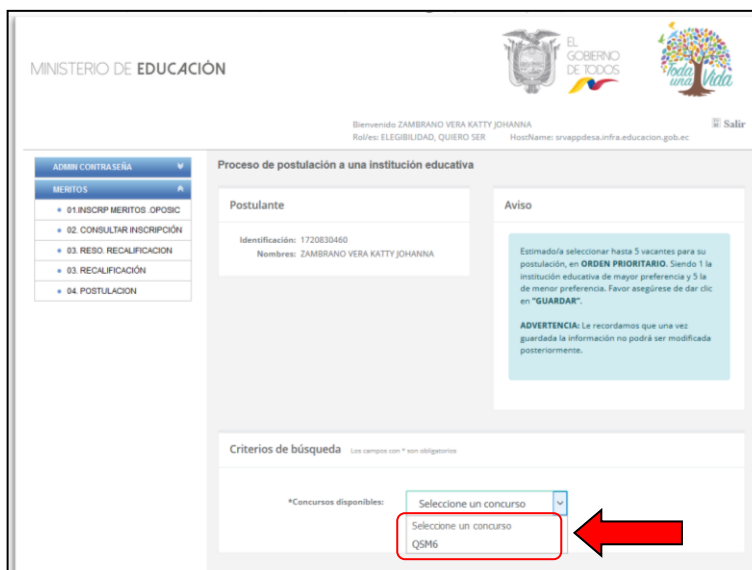 MINISTERIO DE EDUCACIÓN
EL
GOBIERNO
DE TODOS
Toda
una Vida
Bienvenido ZAMBRANO VERA KATTY JOHANNA
Salir
Rol/es: ELEGIBILIDAD, QUIERO SER HostName: srvappdesa.infra.educacion.gob.ec
ADMIN CONTRASEÑA
MERITOS
01.INSCRP MERITOS .OPOSIC
02. CONSULTAR INSCRIPCIÓN
03. RESO. RECALIFICACION
03. RECALIFICACIÓN
04. POSTULACION
Proceso de postulación a una institución educativa
Postulante
Identificación: 1720830460
Nombres: ZAMBRANO VERA KATTY JOHANNA
Aviso
Estimado/a seleccionar hasta 5 vacantes para su
postulación, en ORDEN PRIORITARIO. Siendo 1 la
institución educativa de mayor preferencia y 5 la
de menor preferencia. Favor asegúrese de dar clic
en "GUARDAR".
ADVERTENCIA: Le recordamos que una vez
guardada la información no podrá ser modificada
posteriormente.
Criterios de búsqueda Los campos con * son obligatorios
*Concursos disponibles: Seleccione un concurso
Seleccione un concurso
QSM6